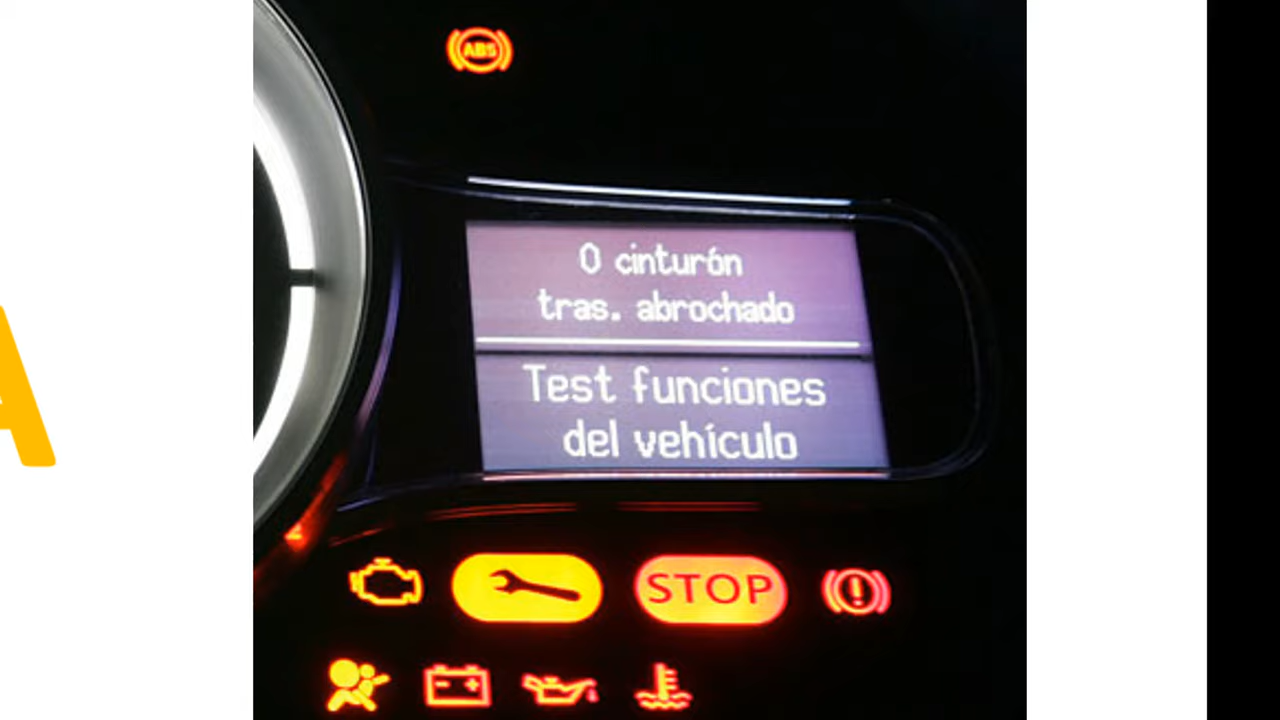 ABS
0 cinturón
tras. abrochado
Test funciones
del vehículo
STOP
A